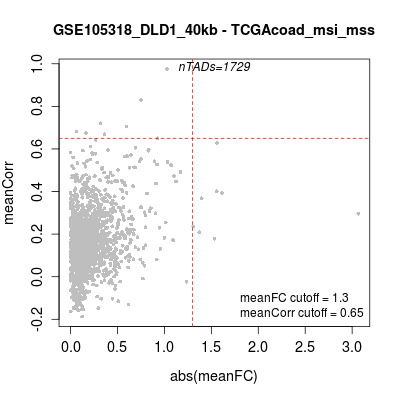 GSE105318_DLD1_40kb - TCGAcoad_msi_mss
nTADs=1729
meanCorr
1.0
0.8
0.6
0.4
0.2
0.0
-0.2
meanFC cutoff = 1.3
meanCorr cutoff = 0.65
0.0 0.5 1.0 1.5 2.0 2.5 3.0
abs(meanFC)